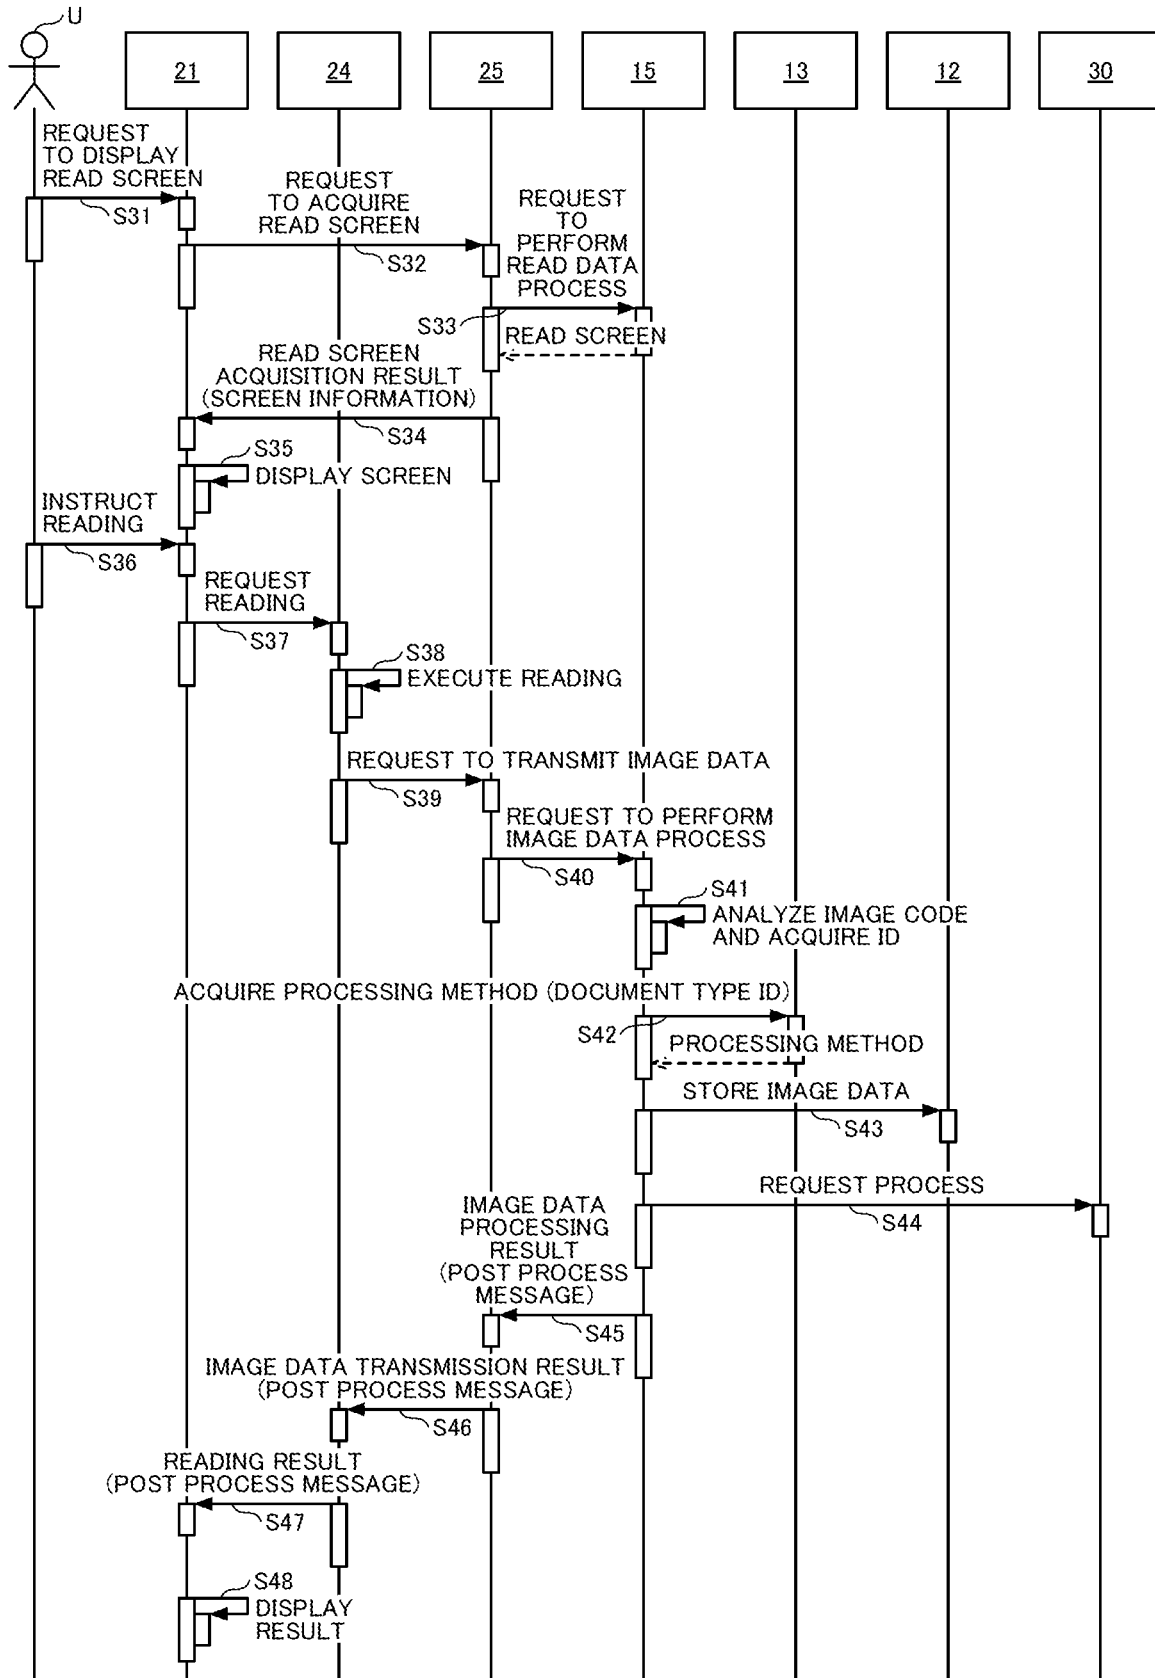 U
21
24
25
15
13
12
30
REQUEST
TO DISPLAY
READ SCREEN
S31
REQUEST
TO ACQUIRE
READ SCREEN
S32
REQUEST
TO
PERFORM
READ DATA
PROCESS
S33
READ SCREEN
READ SCREEN
ACQUISITION RESULT
(SCREEN INFORMATION)
S34
S35
DISPLAY SCREEN
INSTRUCT
READING
S36
REQUEST
READING
S37
S38
EXECUTE READING
REQUEST TO TRANSMIT IMAGE DATA
S39
REQUEST TO PERFORM
IMAGE DATA PROCESS
S40
S41
ANALYZE IMAGE CODE
AND ACQUIRE ID
ACQUIRE PROCESSING METHOD (DOCUMENT TYPE ID)
S42
PROCESSING METHOD
STORE IMAGE DATA
S43
REQUEST PROCESS
S44
IMAGE DATA
PROCESSING
RESULT
(POST PROCESS
MESSAGE)
S45
IMAGE DATA TRANSMISSION RESULT
(POST PROCESS MESSAGE)
S46
READING RESULT
(POST PROCESS MESSAGE)
S47
S48
DISPLAY
RESULT